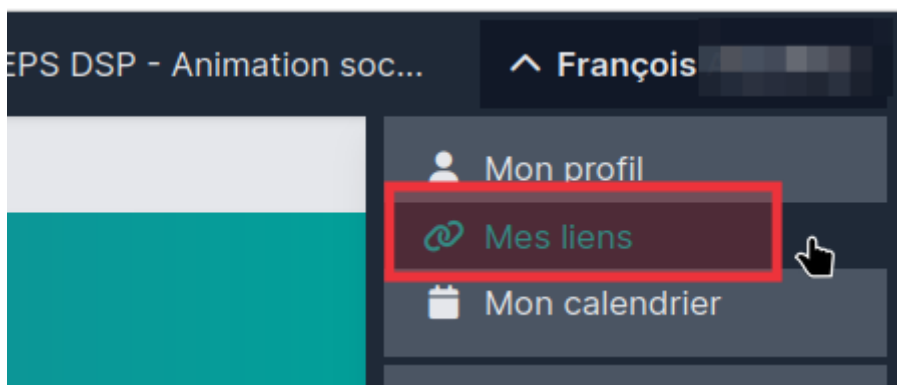 EPS DSP - Animation soc... François
Mon profil
Mes liens
Mon calendrier